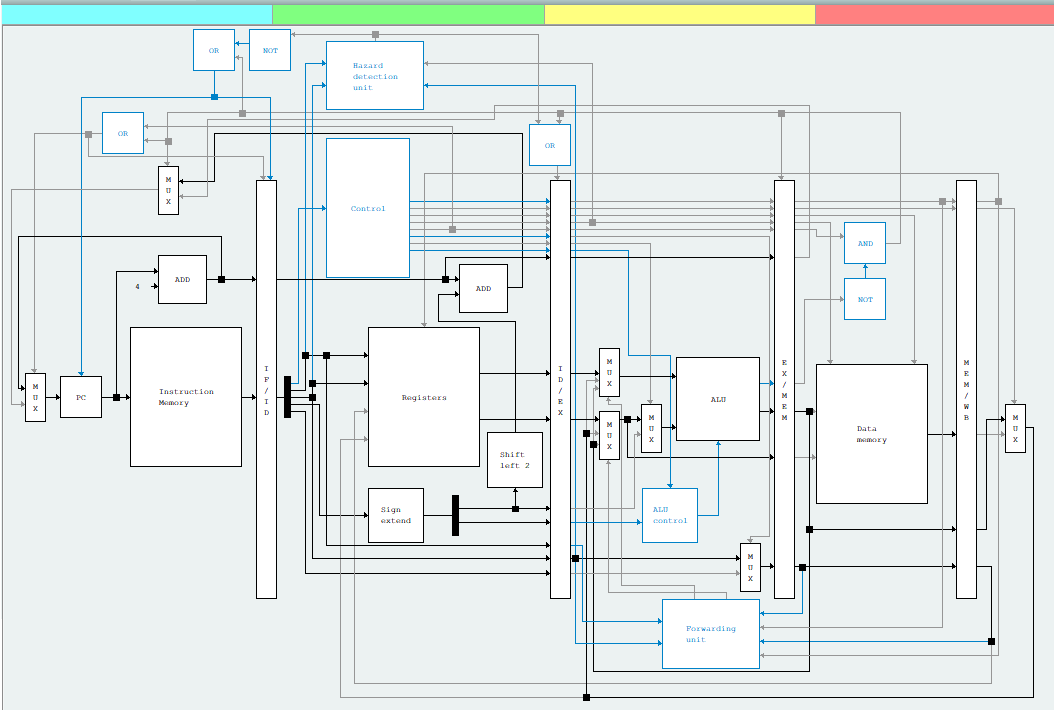 OR
NOT
Hazard
detection
unit
OR
OR
M
U
X
Control
ADD
4
ADD
AND
NOT
M
U
X
PC
Instruction
Memory
I
F
/
I
D
Registers
I
D
/
E
X
M
U
X
M
U
X
M
U
X
ALU
E
X
/
M
E
M
Data
memory
M
E
M
/
W
B
M
U
X
Shift
left 2
Sign
extend
ALU
control
M
U
X
Forwarding
unit